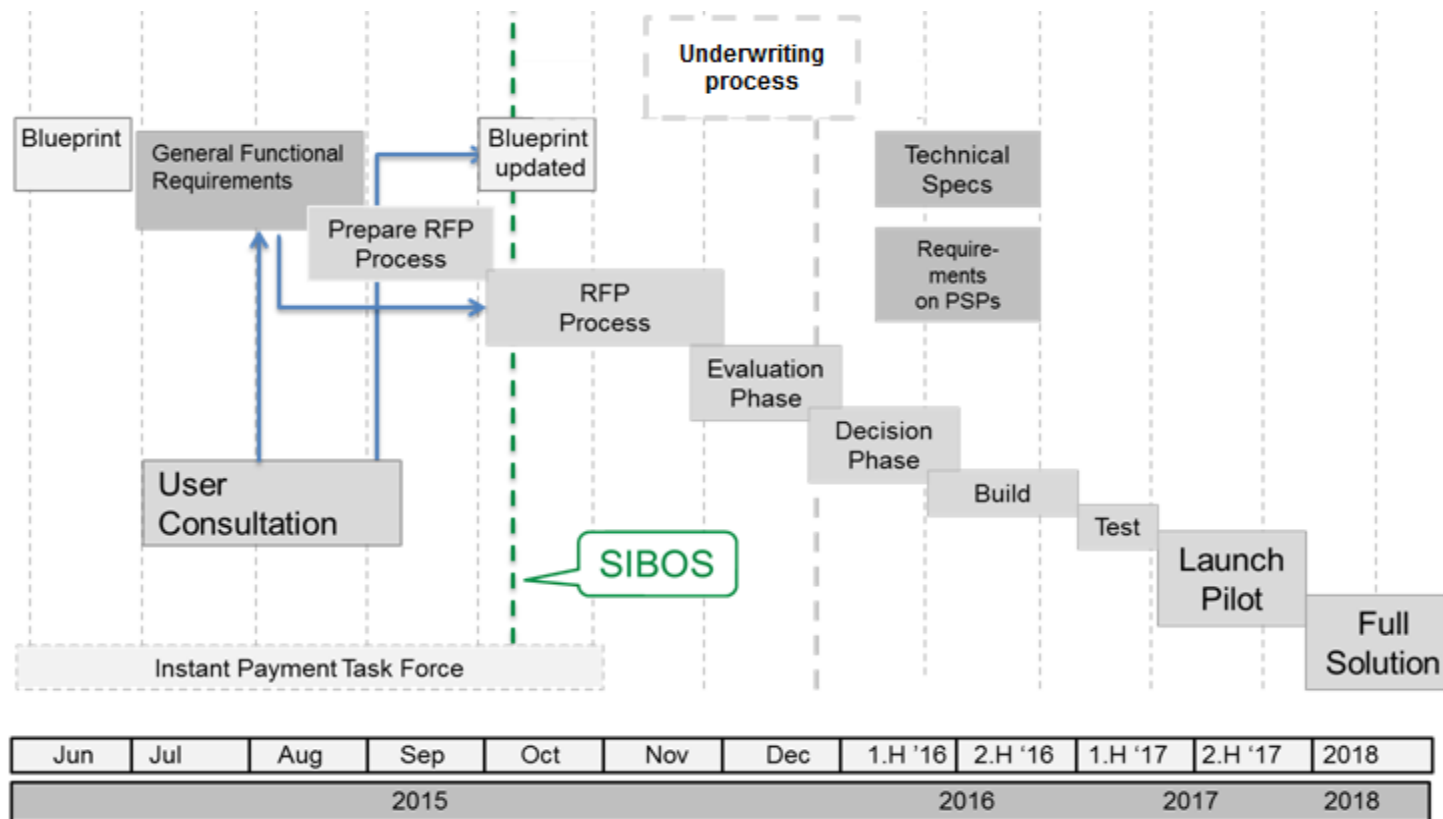 Underwriting
process
Blueprint
General Functional
Requirements
Blueprint
updated
Technical
Specs
Prepare RFP
Process
Require-
ments
on PSPs
RFP
Process
Evaluation
Phase
Decision
Phase
User
Consultation
Build
Test
SIBOS
Launch
Pilot
Full
Solution
Instant Payment Task Force
Jun Jul Aug Sep Oct Nov Dec 1.H '16 2.H ‘16 1.H ‘17 2.H ‘17 2018
2015 2016 2017 2018